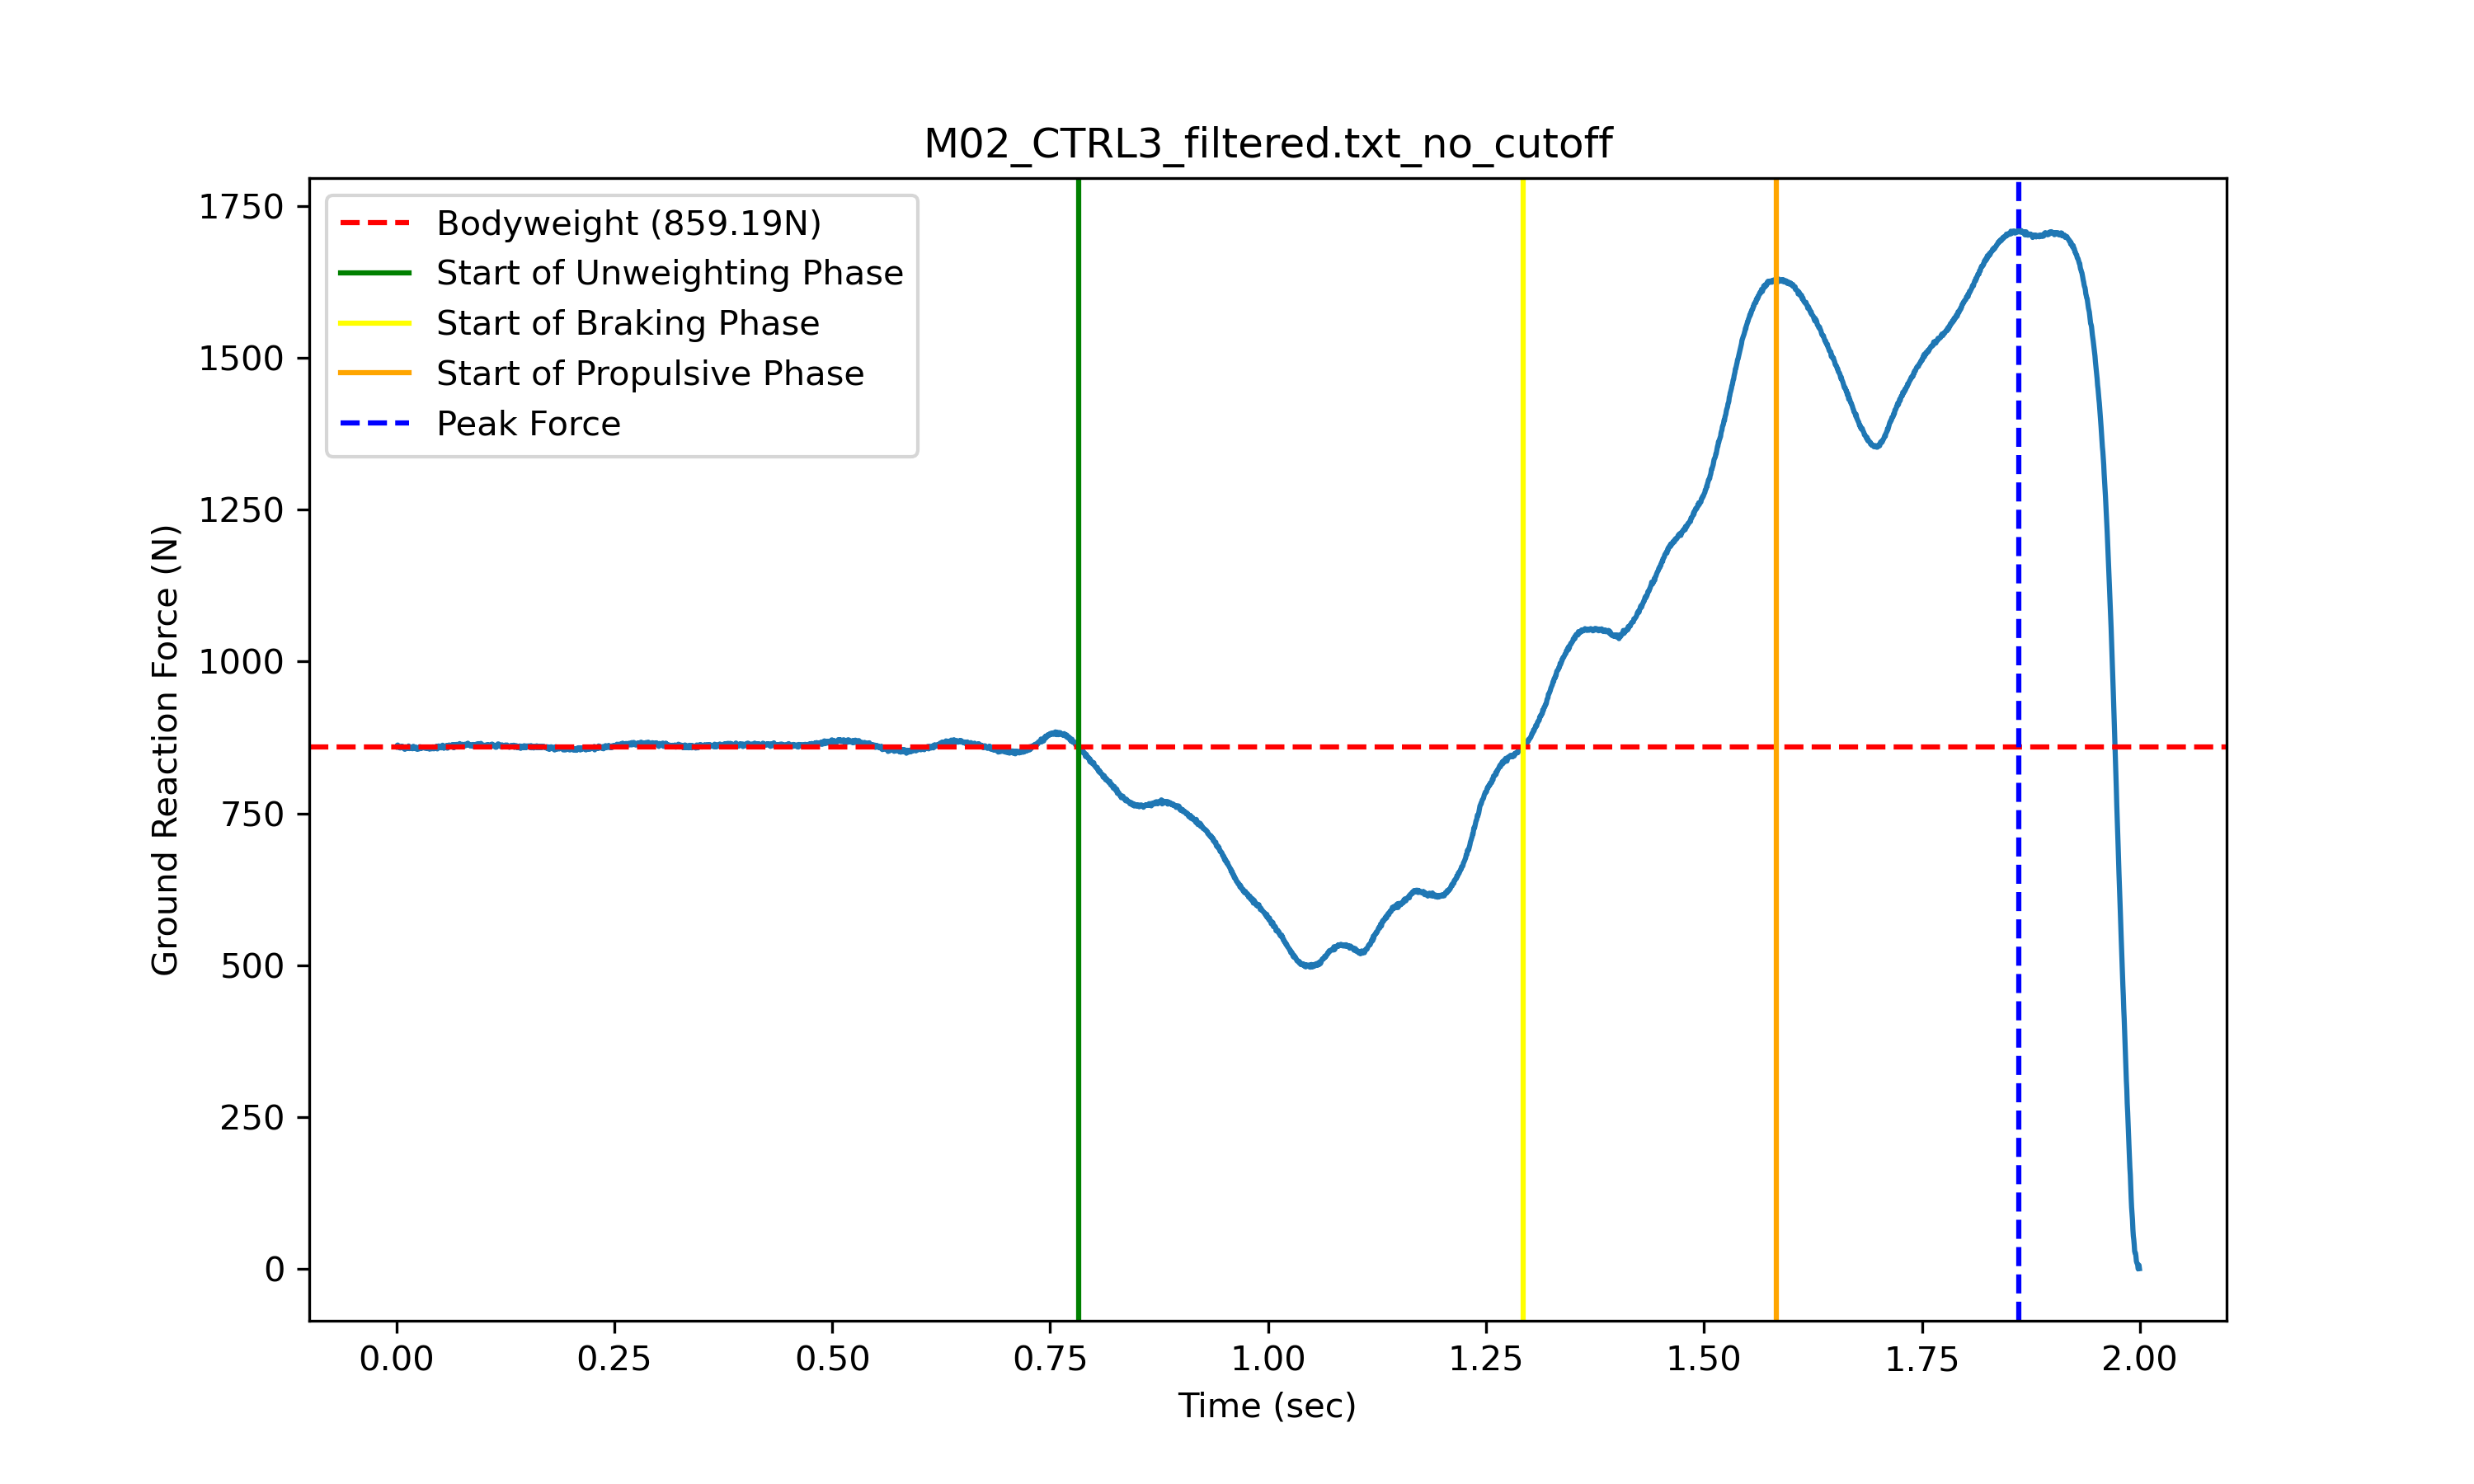 M02_CTRL3_filtered.txt_no_cutoff
Bodyweight (859.19N)
Start of Unweighting Phase
Start of Braking Phase
Start of Propulsive Phase
Peak Force
Ground Reaction Force (N)
1750
1500
1250
1000
750
500
250
0
0.00 0.25 0.50 0.75 1.00 1.25 1.50 1.75 2.00
Time (sec)